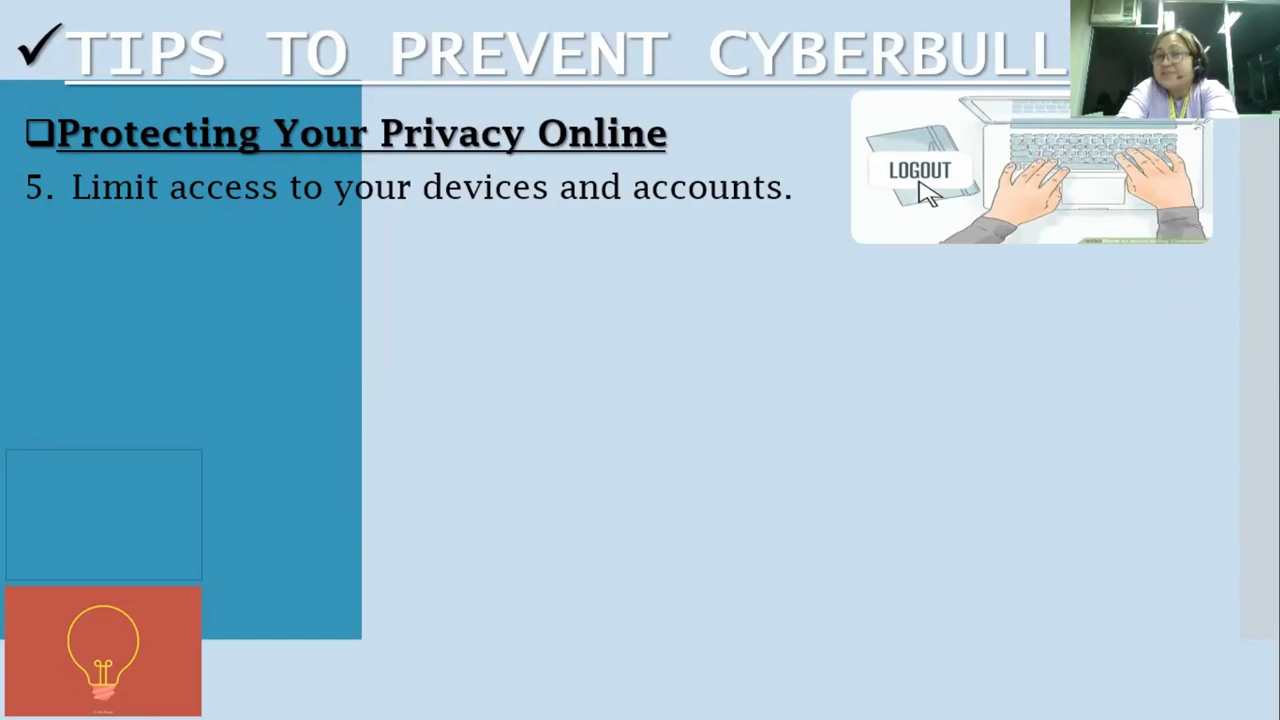 ✓TIPS TO PREVENT CYBERBULL
❑Protecting Your Privacy Online
5. Limit access to your devices and accounts.
LOGOUT